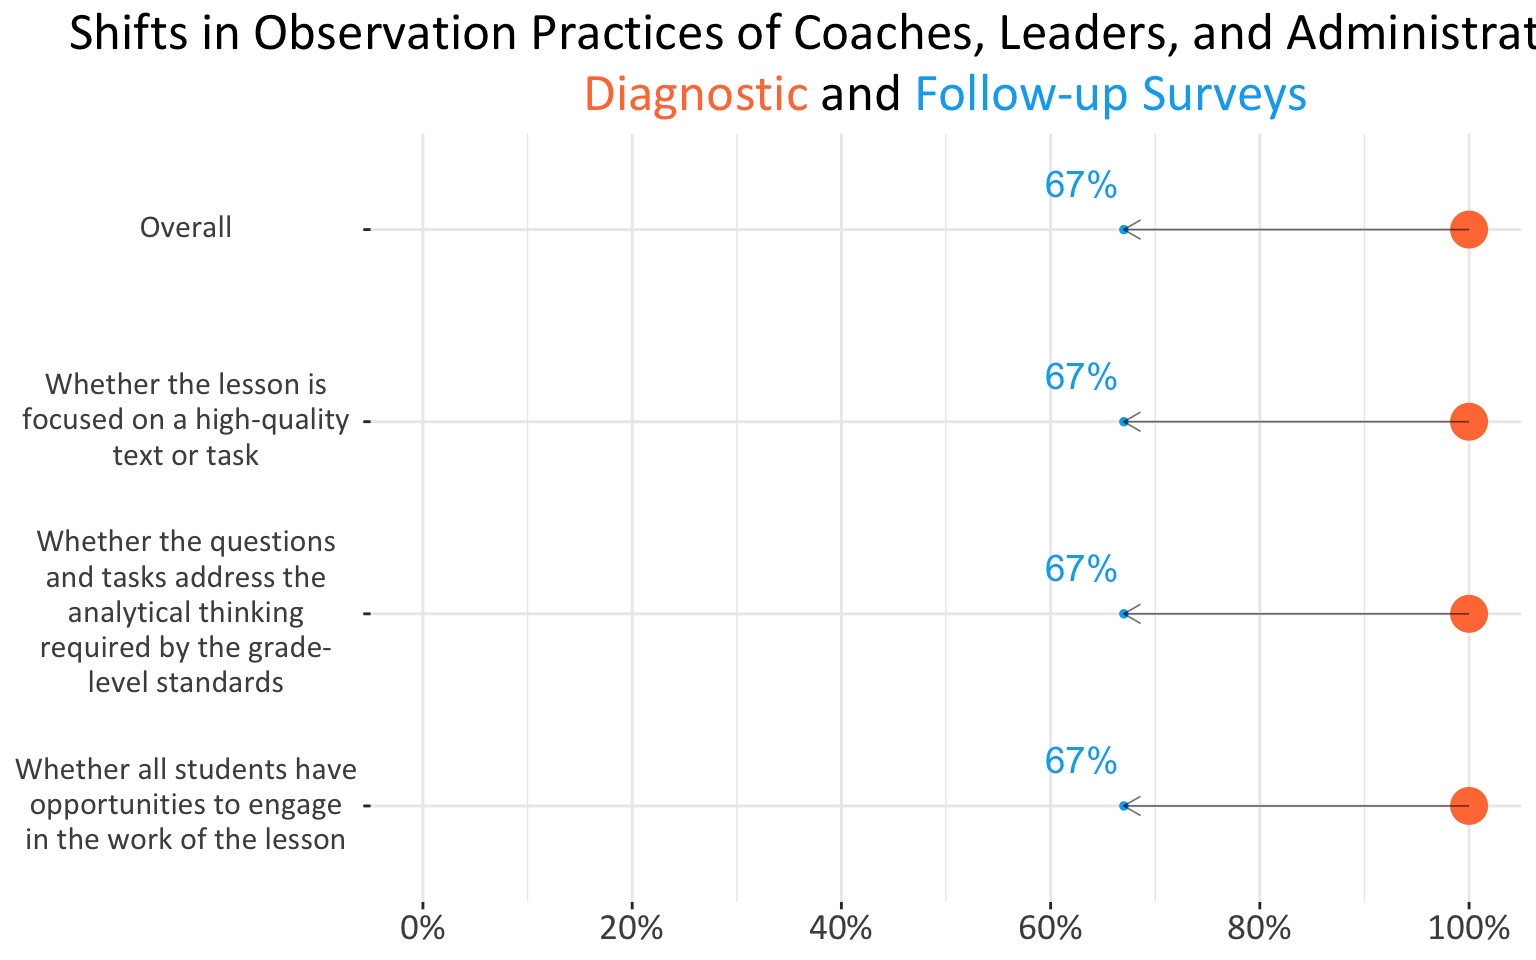 Shifts in Observation Practices of Coaches, Leaders, and Administrat
Diagnostic and Follow-up Surveys
67%
Overall
67%
Whether the lesson is
focused on a high-quality
text or task
67%
Whether the questions
and tasks address the
analytical thinking
required by the grade-
level standards
67%
Whether all students have
opportunities to engage
in the work of the lesson
0% 20% 40% 60% 80% 100%